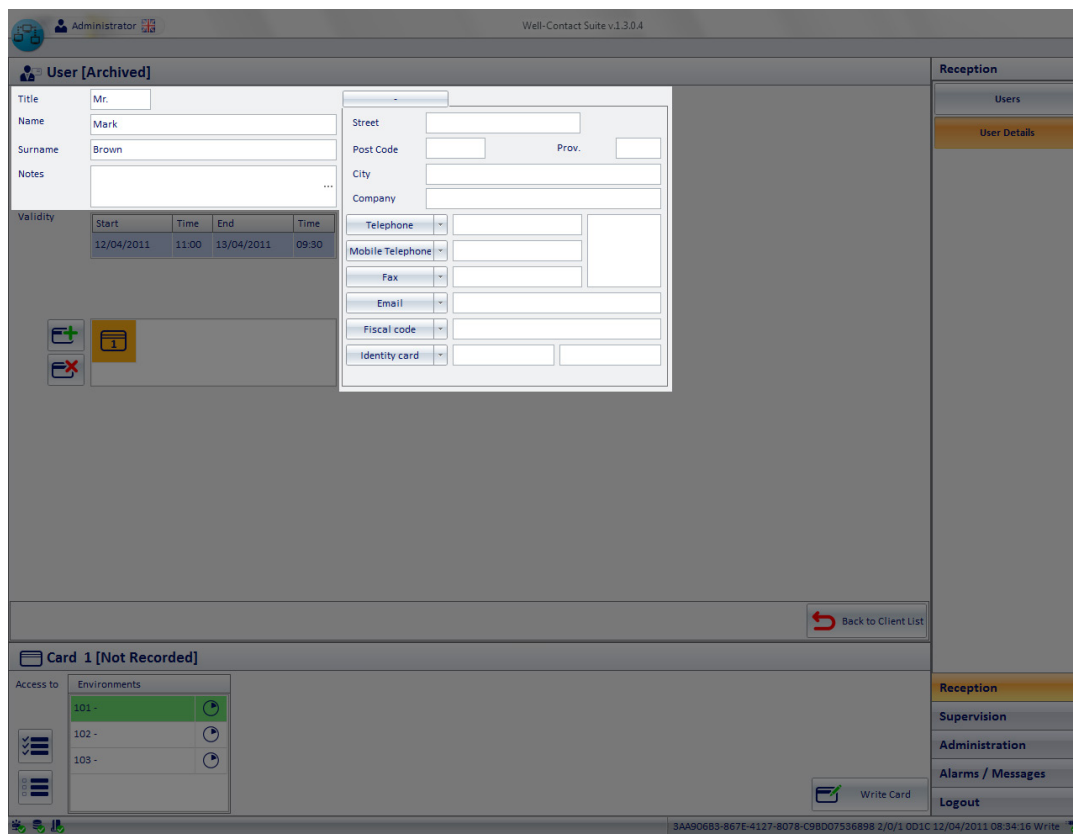 Administrator
Well-Contact Suite v.1.3.0.4
User [Archived]
Title Mr.
Name Mark
Surname Brown
Notes ...
Validity
Start Time End Time
12/04/2011 11:00 13/04/2011 09:30
1
-
Street
Post Code Prov.
City
Company
Telephone
Mobile Telephone
Fax
Email
Fiscal code
Identity card
Back to Client List
Reception
Users
User Details
Card 1 [Not Recorded]
Access to Environments
101 -
102 -
103 -
Write Card
Reception
Supervision
Administration
Alarms / Messages
Logout
3AA906B3-867E-4127-8078-C9BD07536898 2/0/1 0D1C 12/04/2011 08:34:16 Write